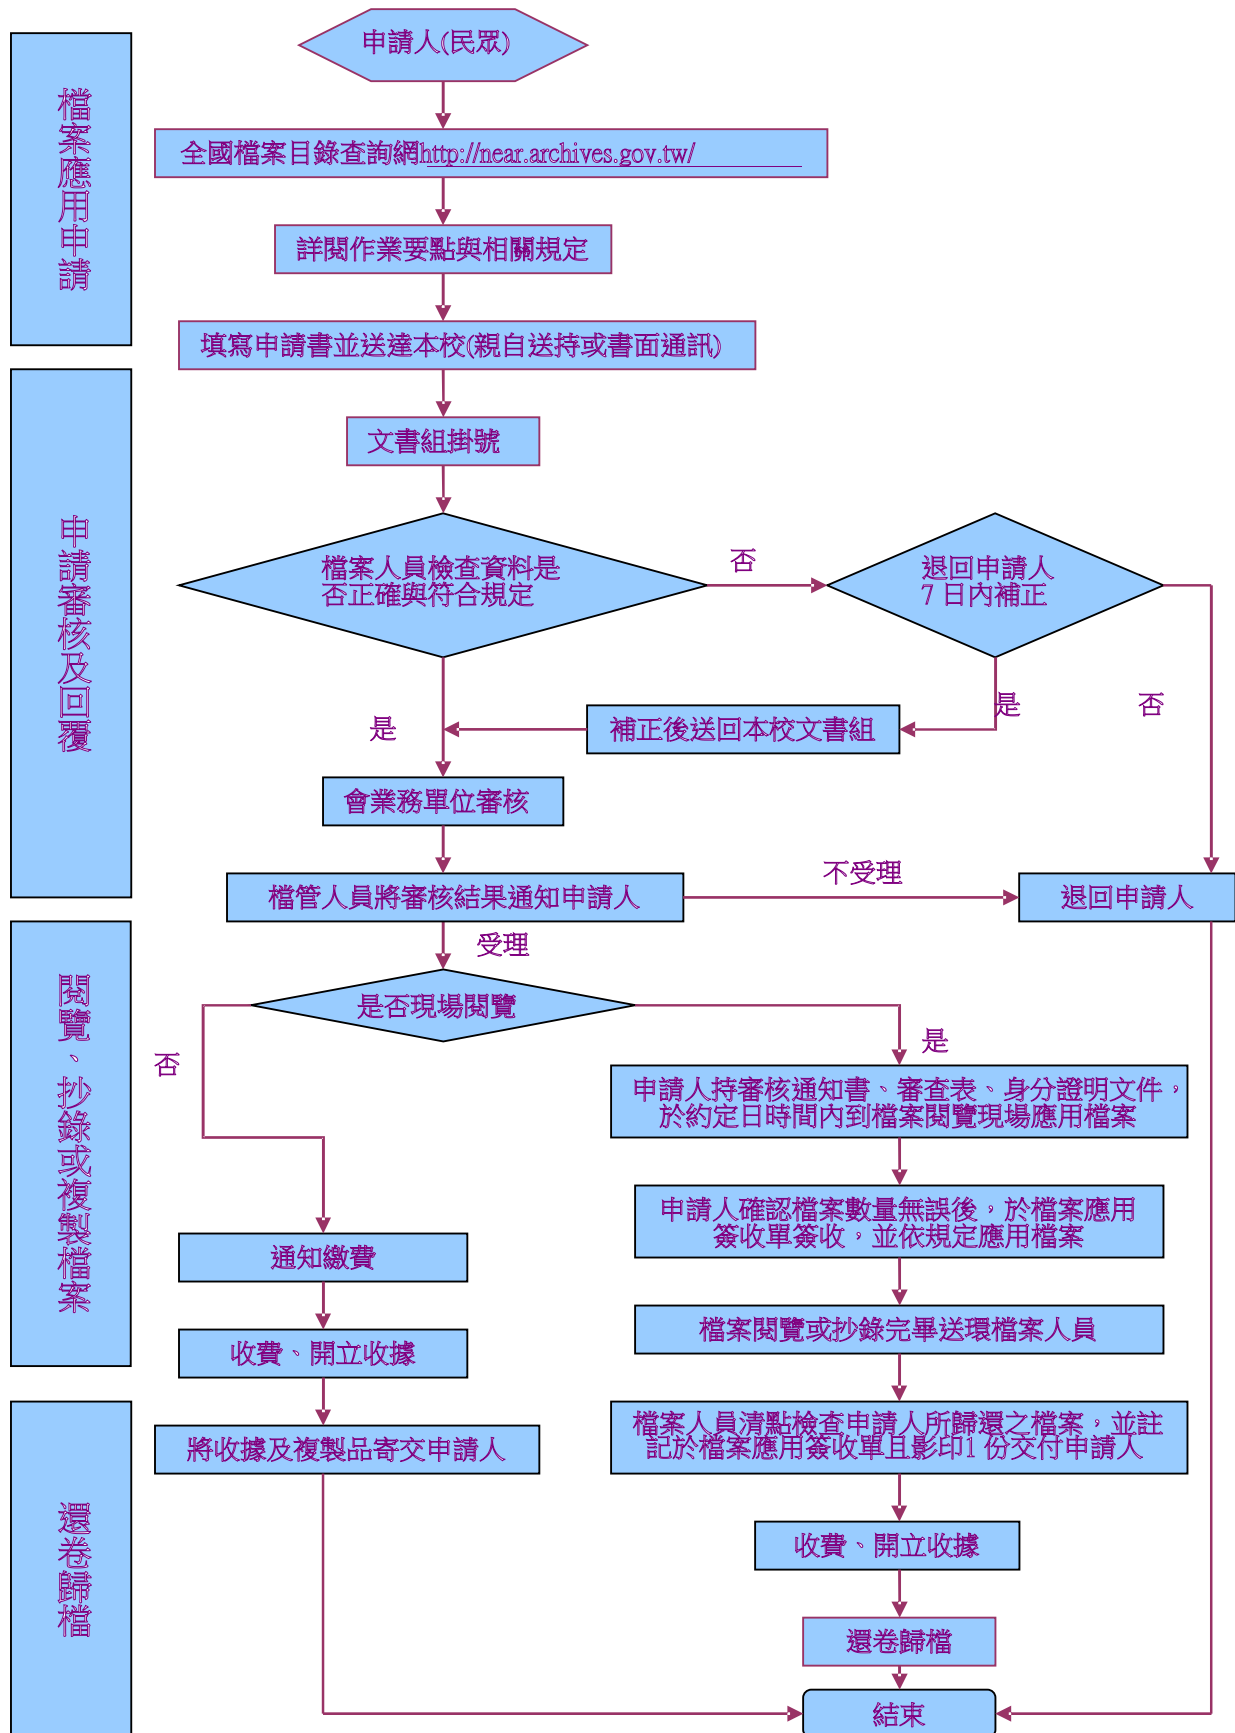 檔案應用申請
申請人(民眾)
全國檔案目錄查詢網http://near.archives.gov.tw/
詳閱作業要點與相關規定
填寫申請書並送達本校(親自送持或書面通訊)
申請審核及回覆
文書組掛號
檔案人員檢查資料是
否正確與符合規定
否
退回申請人
7 日內補正
是
否
是
補正後送回本校文書組
會業務單位審核
檔管人員將審核結果通知申請人
不受理
退回申請人
受理
閱覽、抄錄或複製檔案
是否現場閱覽
否
是
申請人持審核通知書、審查表、身分證明文件，
於約定日時間內到檔案閱覽現場應用檔案
申請人確認檔案數量無誤後，於檔案應用
簽收單簽收，並依規定應用檔案
通知繳費
檔案閱覽或抄錄完畢送環檔案人員
收費、開立收據
還卷歸檔
檔案人員清點檢查申請人所歸還之檔案，並註
記於檔案應用簽收單且影印1 份交付申請人
將收據及複製品寄交申請人
收費、開立收據
還卷歸檔
結束